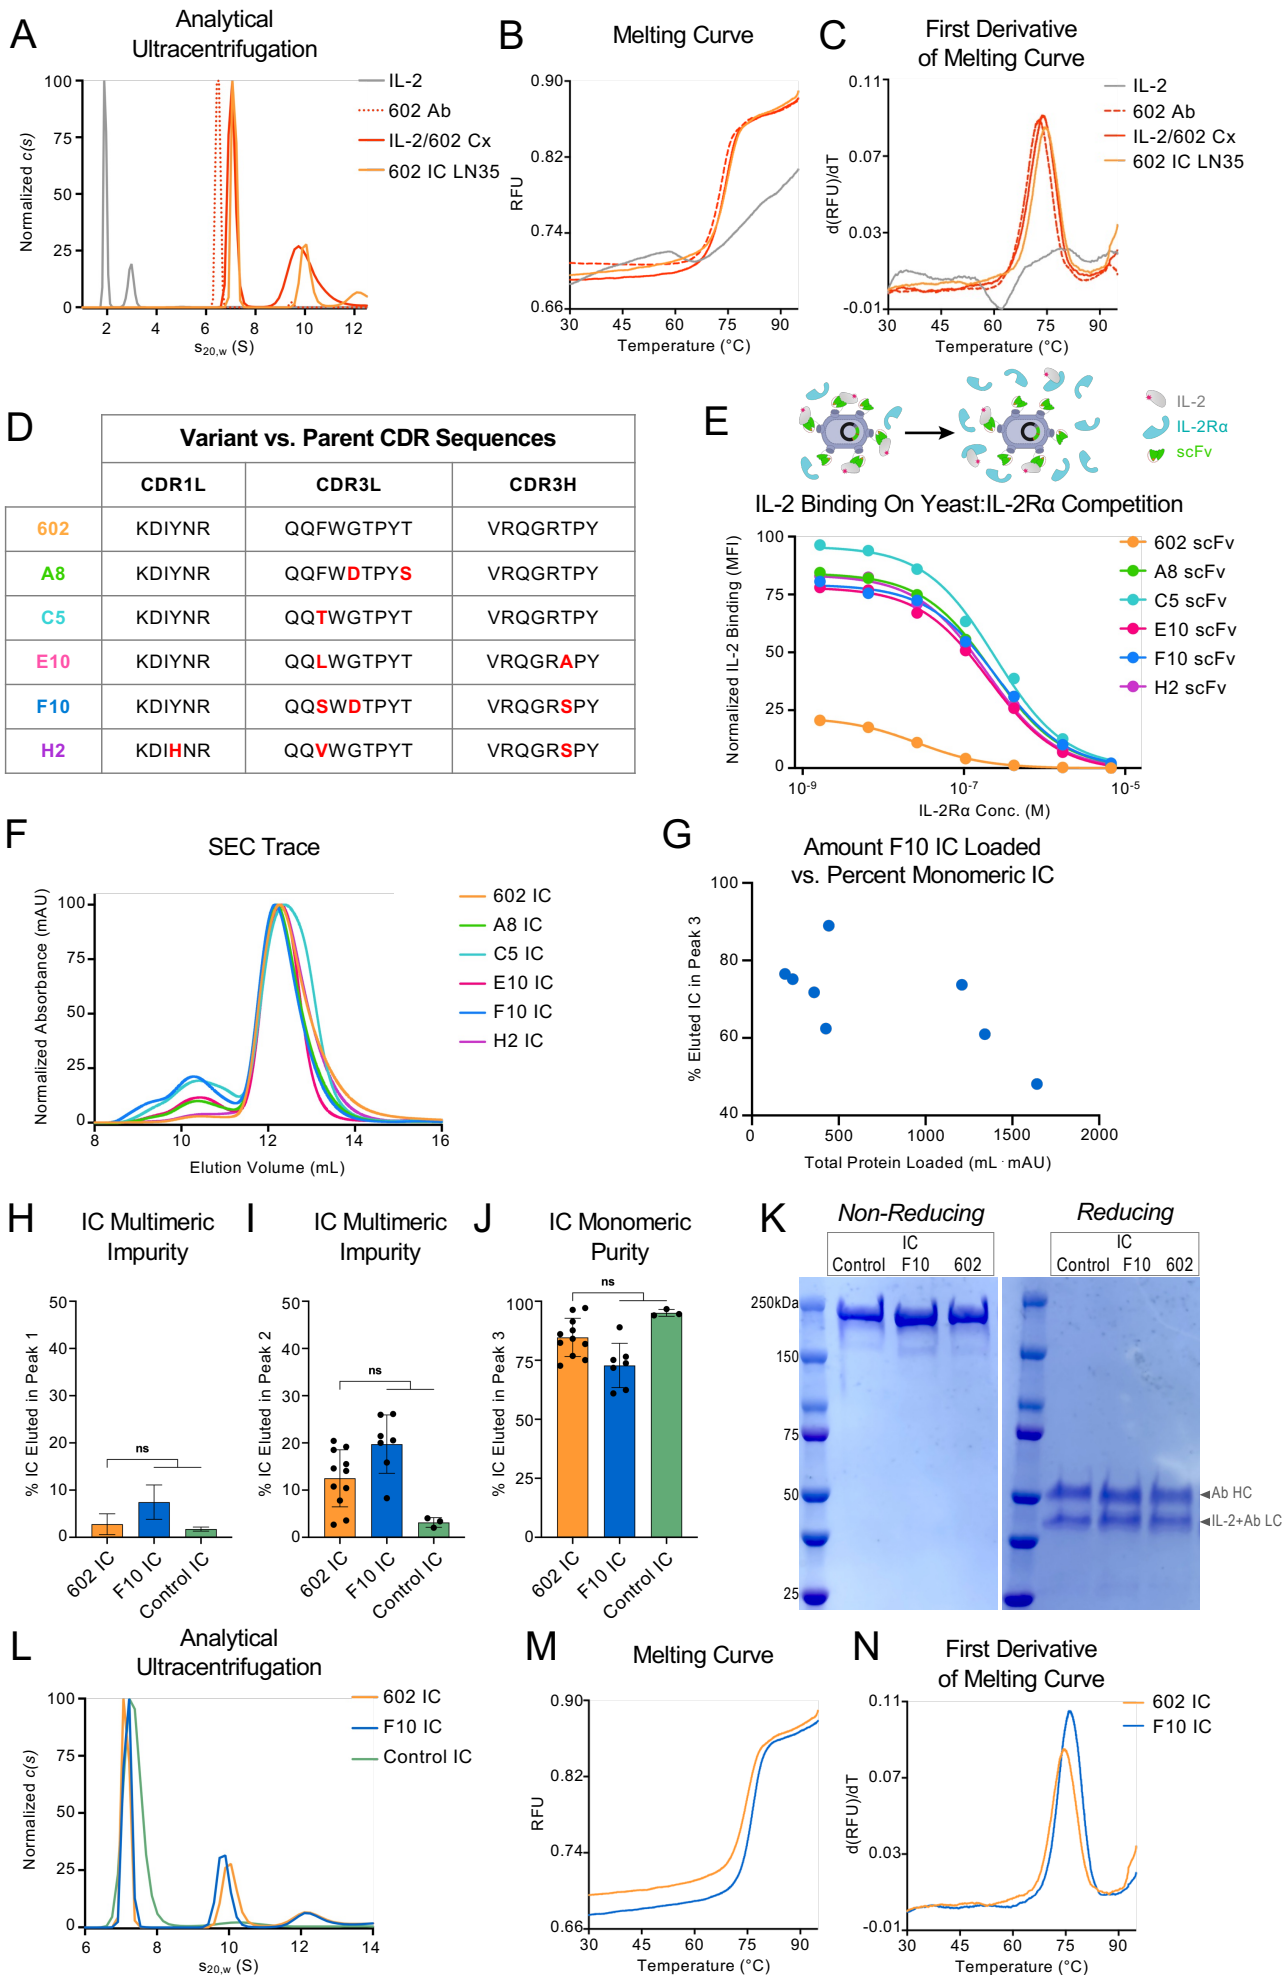 A
Analytical
Ultracentrifugation
Normalized c(s)
100
75
50
25
0
2 4 6 8 10 12
s20,w (S)
IL-2
602 Ab
IL-2/602 Cx
602 IC LN35
B
Melting Curve
RFU
0.90
0.82
0.74
0.66
30 45 60 75 90
Temperature (°C)
C
First Derivative
of Melting Curve
d(RFU)/dT
0.11
0.07
0.03
-0.01
30 45 60 75 90
Temperature (°C)
IL-2
602 Ab
IL-2/602 Cx
602 IC LN35
D
Variant vs. Parent CDR Sequences
CDR1L CDR3L CDR3H
602 KDIYNR QQFWGTPYT VRQGRTPY
A8 KDIYNR QQFWDTPYS VRQGRTPY
C5 KDIYNR QQTWGTPYT VRQGRTPY
E10 KDIYNR QQLWGTPYT VRQGRAPY
F10 KDIYNR QQSWDTPYT VRQGRSPY
H2 KDIHNR QQVWGTPYT VRQGRSPY
E
IL-2
IL-2Rα
scFv
IL-2 Binding On Yeast:IL-2Rα Competition
Normalized IL-2 Binding (MFI)
100
75
50
25
0
10-9 10-7 10-5
IL-2Rα Conc. (M)
602 scFv
A8 scFv
C5 scFv
E10 scFv
F10 scFv
H2 scFv
F
SEC Trace
Normalized Absorbance (mAU)
100
75
50
25
0
8 10 12 14 16
Elution Volume (mL)
602 IC
A8 IC
C5 IC
E10 IC
F10 IC
H2 IC
G
Amount F10 IC Loaded
vs. Percent Monomeric IC
% Eluted IC in Peak 3
100
80
60
40
0 500 1000 1500 2000
Total Protein Loaded (mL·mAU)
H
IC Multimeric
Impurity
% IC Eluted in Peak 1
50
40
30
20
10
0
ns
602 IC
F10 IC
Control IC
I
IC Multimeric
Impurity
% IC Eluted in Peak 2
50
40
30
20
10
0
ns
602 IC
F10 IC
Control IC
J
IC Monomeric
Purity
% IC Eluted in Peak 3
100
75
50
25
0
ns
602 IC
F10 IC
Control IC
K
Non-Reducing Reducing
IC
Control F10 602
IC
Control F10 602
250kDa
150
75
50
25
Ab HC
IL-2+Ab LC
L
Analytical
Ultracentrifugation
Normalized c(s)
100
75
50
25
0
6 8 10 12 14
s20,w (S)
602 IC
F10 IC
Control IC
M
Melting Curve
RFU
0.90
0.82
0.74
0.66
30 45 60 75 90
Temperature (°C)
N
First Derivative
of Melting Curve
d(RFU)/dT
0.11
0.07
0.03
-0.01
30 45 60 75 90
Temperature (°C)
602 IC
F10 IC